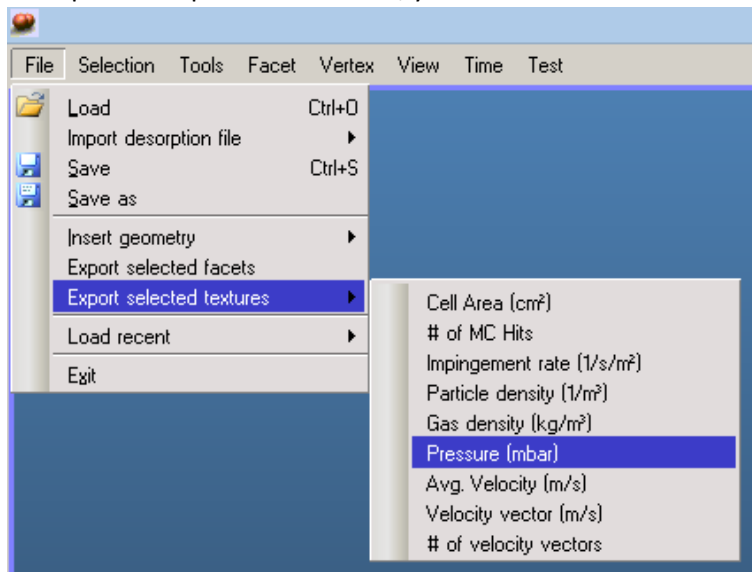 File Selection Tools Facet Vertex View Time Test
Load Ctrl+O
Import desorption file
Save Ctrl+S
Save as
Insert geometry
Export selected facets
Export selected textures
Load recent
Exit
Cell Area (cm²)
# of MC Hits
Impingement rate (1/s/m²)
Particle density (1/m³)
Gas density (kg/m³)
Pressure (mbar)
Avg. Velocity (m/s)
Velocity vector (m/s)
# of velocity vectors